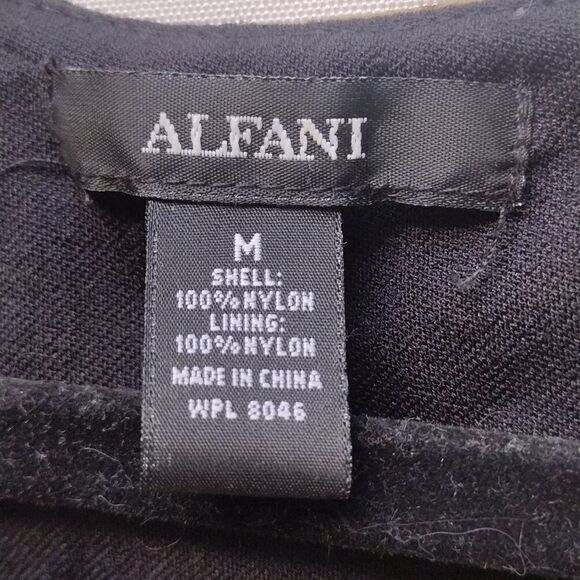 ALFANI
M
SHELL:
100% NYLON
LINING:
100% NYLON
MADE IN CHINA
WPL 8046